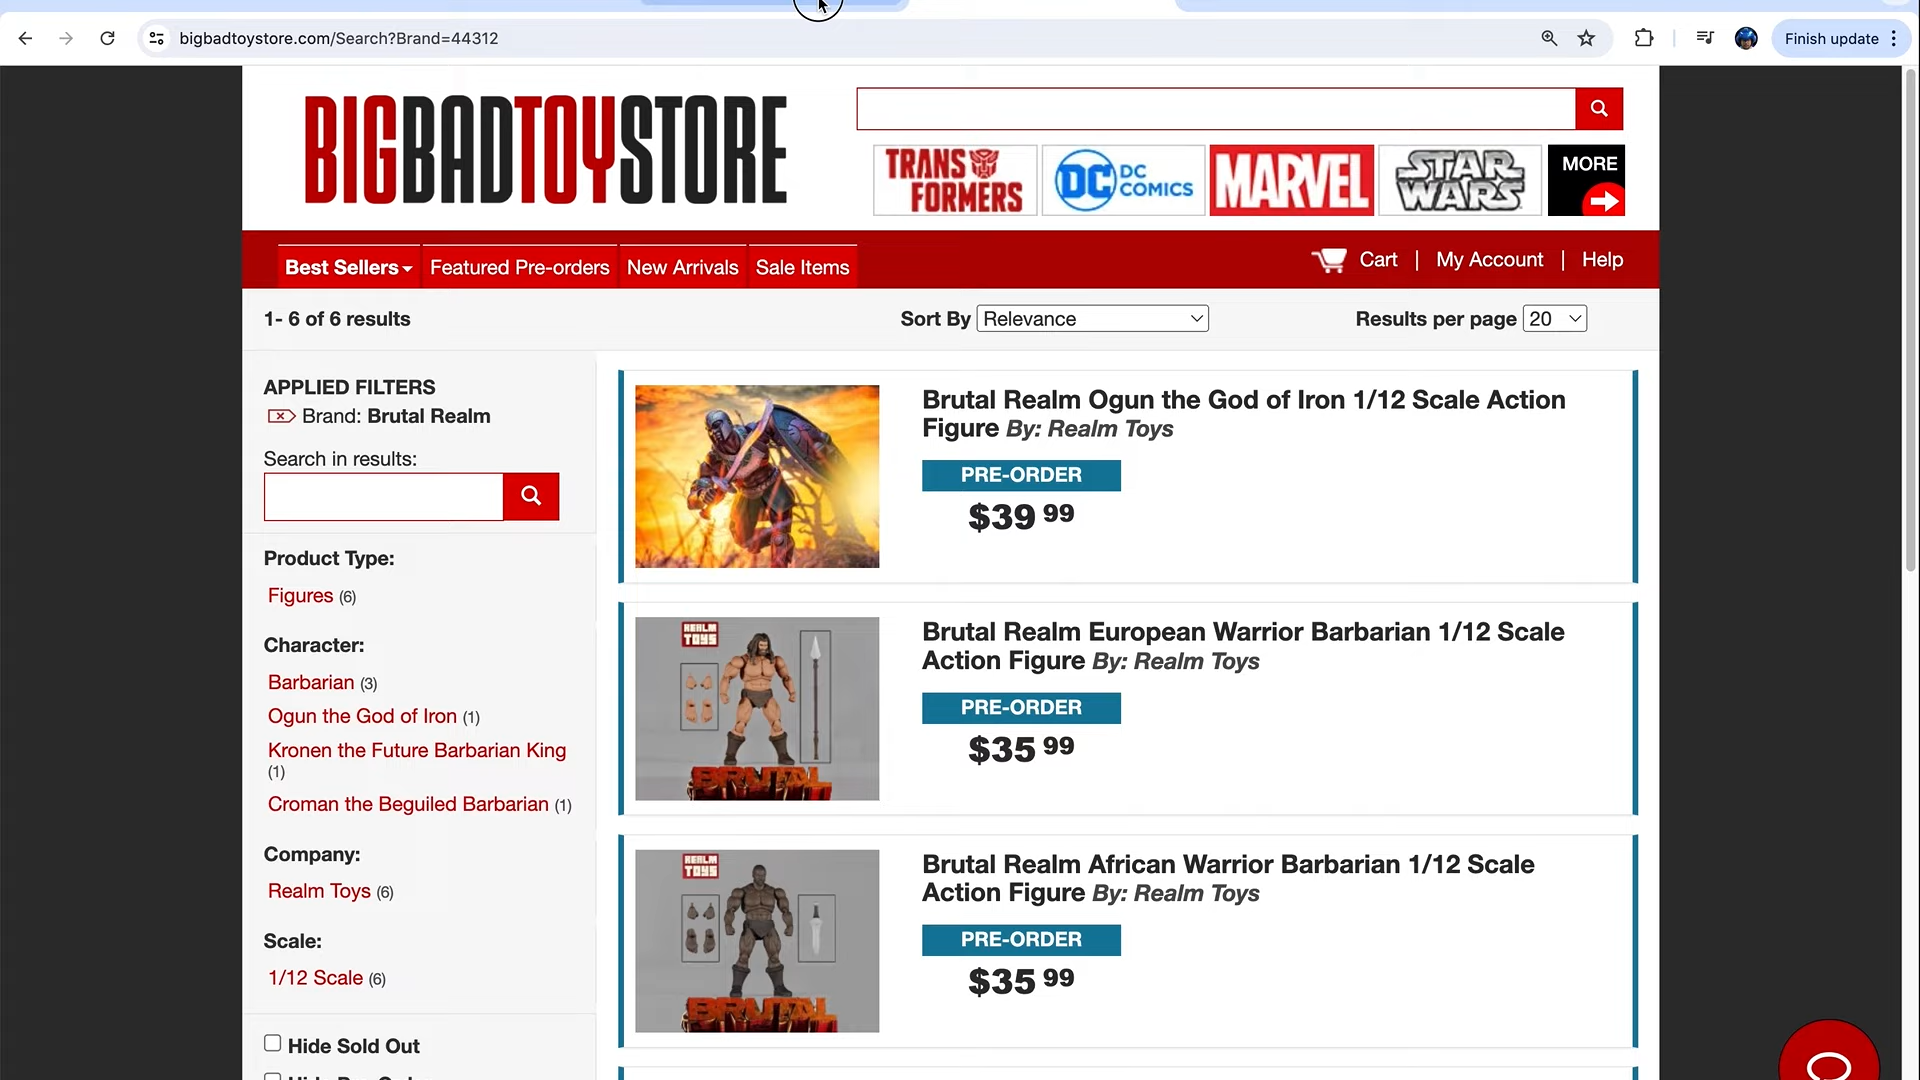 bigbadtoystore.com/Search?Brand=44312
Finish update
BIGBADTOYSTORE
TRANSFORMERS
DC
DC COMICS
MARVEL
STAR WARS
MORE
Best Sellers
Featured Pre-orders
New Arrivals
Sale Items
Cart | My Account | Help
1- 6 of 6 results
Sort By Relevance
Results per page 20
APPLIED FILTERS
Brand: Brutal Realm
Search in results:
Product Type:
Figures (6)
Character:
Barbarian (3)
Ogun the God of Iron (1)
Kronen the Future Barbarian King
(1)
Croman the Beguiled Barbarian (1)
Company:
Realm Toys (6)
Scale:
1/12 Scale (6)
Hide Sold Out
Brutal Realm Ogun the God of Iron 1/12 Scale Action
Figure By: Realm Toys
PRE-ORDER
$39 99
REALM
TOYS
BRUTAL
Brutal Realm European Warrior Barbarian 1/12 Scale
Action Figure By: Realm Toys
PRE-ORDER
$35 99
REALM
TOYS
BRUTAL
Brutal Realm African Warrior Barbarian 1/12 Scale
Action Figure By: Realm Toys
PRE-ORDER
$35 99